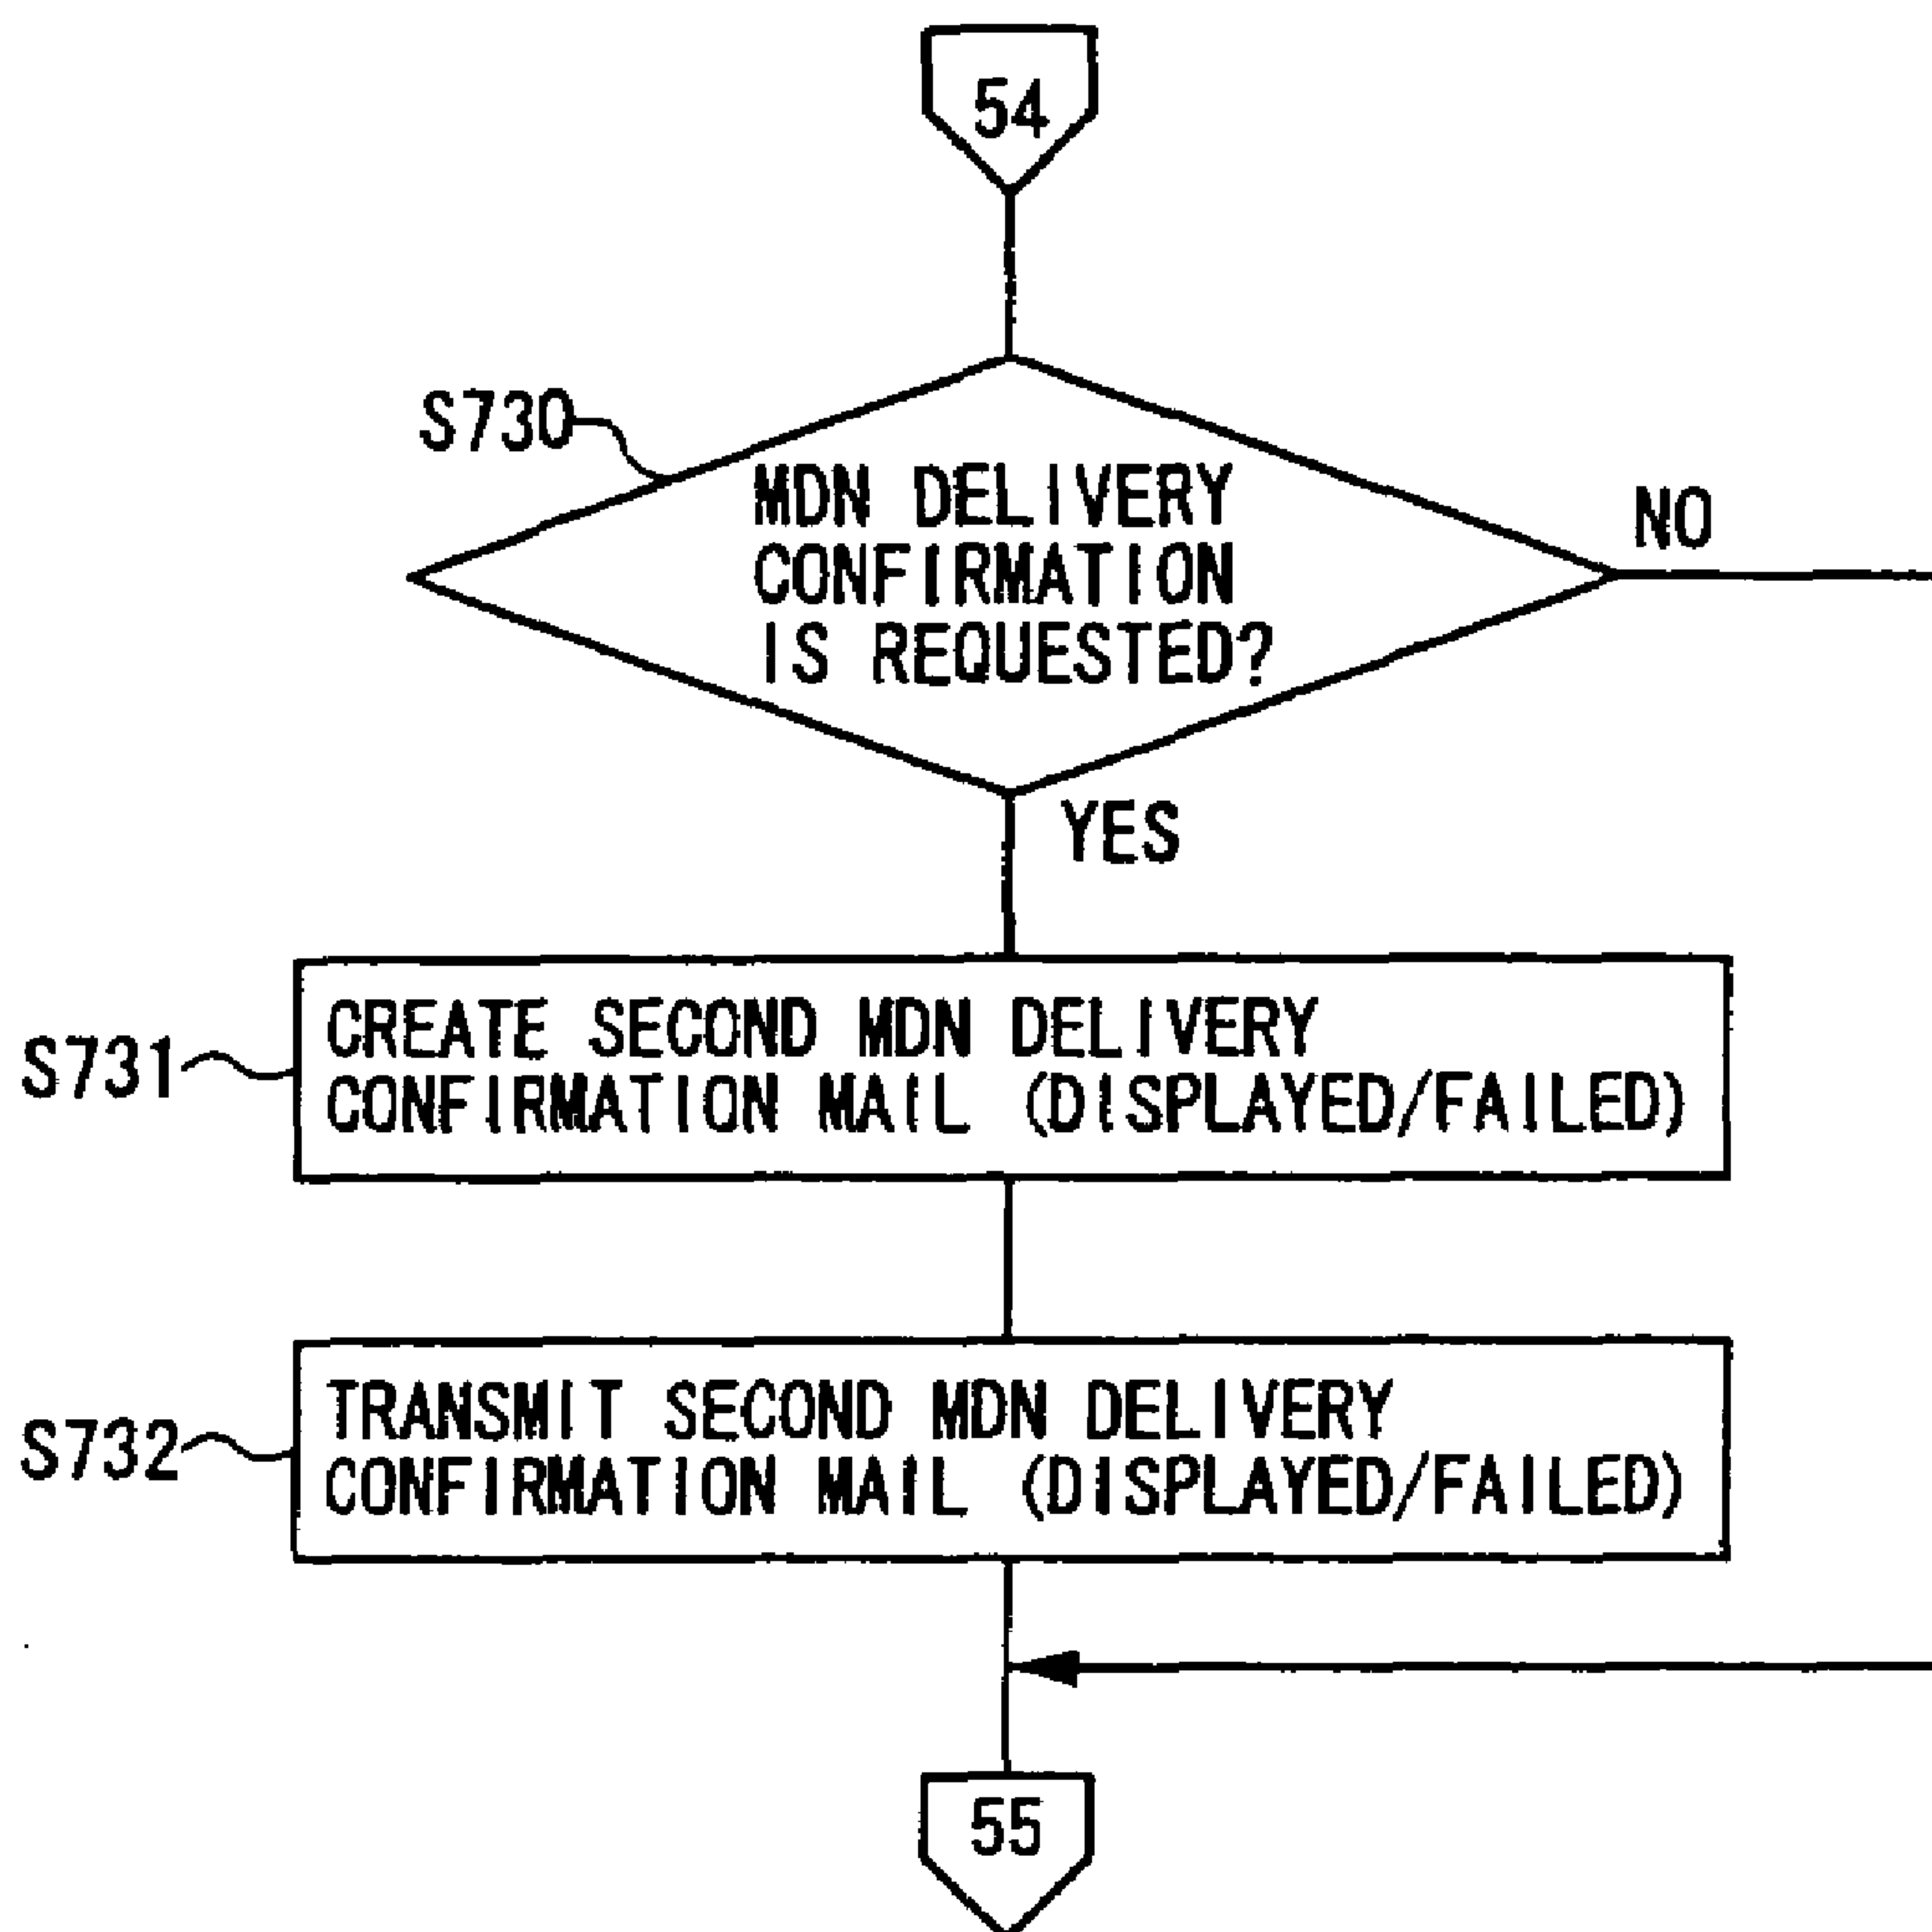 54
S730
MDN DELIVERY
CONFIRMATION
IS REQUESTED?
NO
YES
S731
CREATE SECOND MDN DELIVERY
CONFIRMATION MAIL (DISPLAYED/FAILED)
S732
TRANSMIT SECOND MDN DELIVERY
CONFIRMATION MAIL (DISPLAYED/FAILED)
55